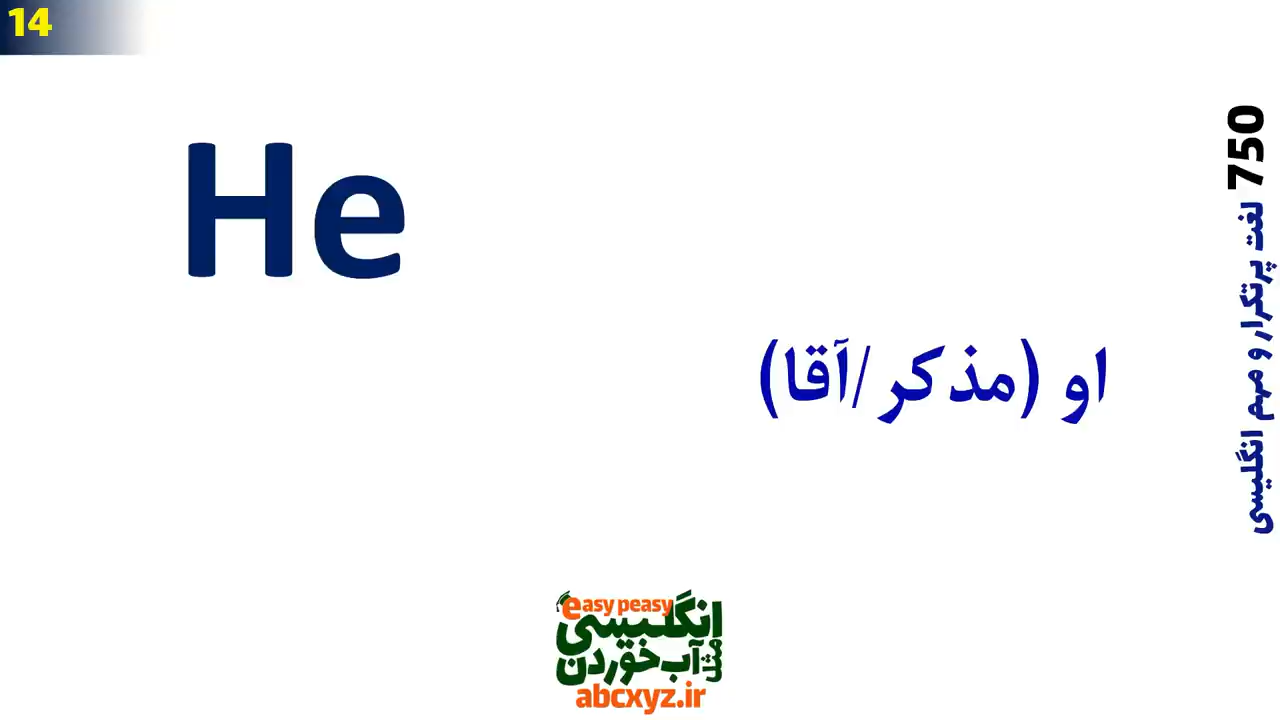 14
He
او (مذکر/آقا)
750 لغت پرتکرار و مهم انگلیسی
easy peasy
انگلیسی
مثل آب خوردن
abcxyz.ir